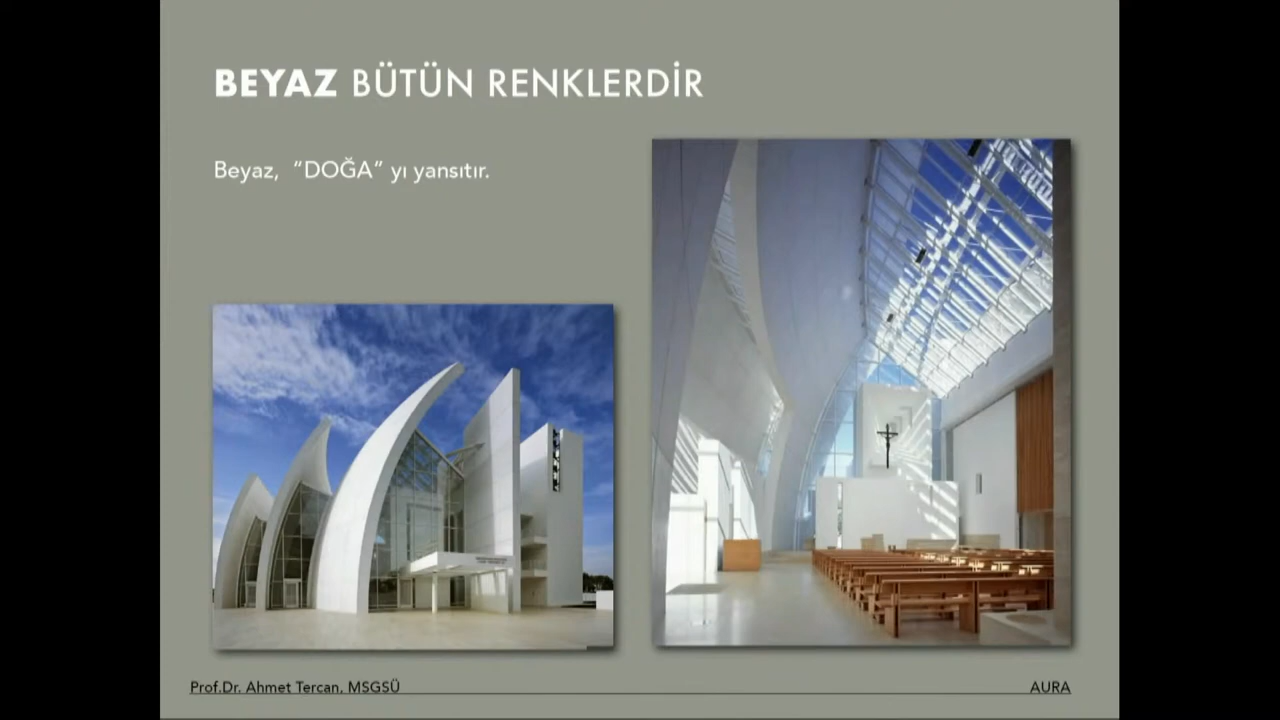 BEYAZ BÜTÜN RENKLERDİR
Beyaz, “DOĞA” yı yansıtır.
Prof.Dr. Ahmet Tercan, MSGSÜ
AURA